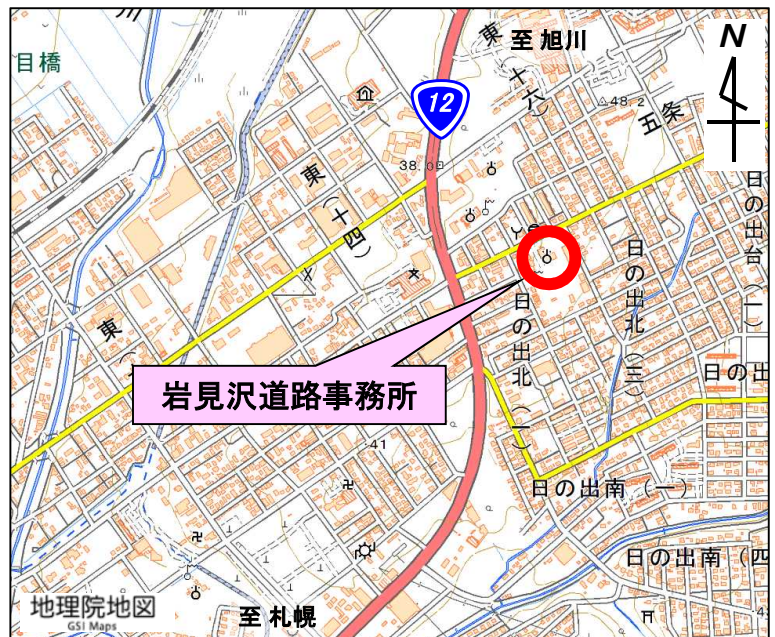 川
目橋
至 旭川
東（十六）
48.2
五条
N
12
38.0
東（十四）
日の出台（一）
日の出北（三）
日の出北（一）
東（
岩見沢道路事務所
日の出
41
日の出南（一）
日の出南（四
地理院地図
GSI Maps
至 札幌